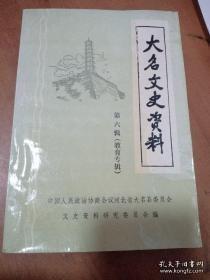 大名文史资料
第六辑(教育专辑)
中国人民政治协商会议河北省大名县委员会
文史资料研究委员会编